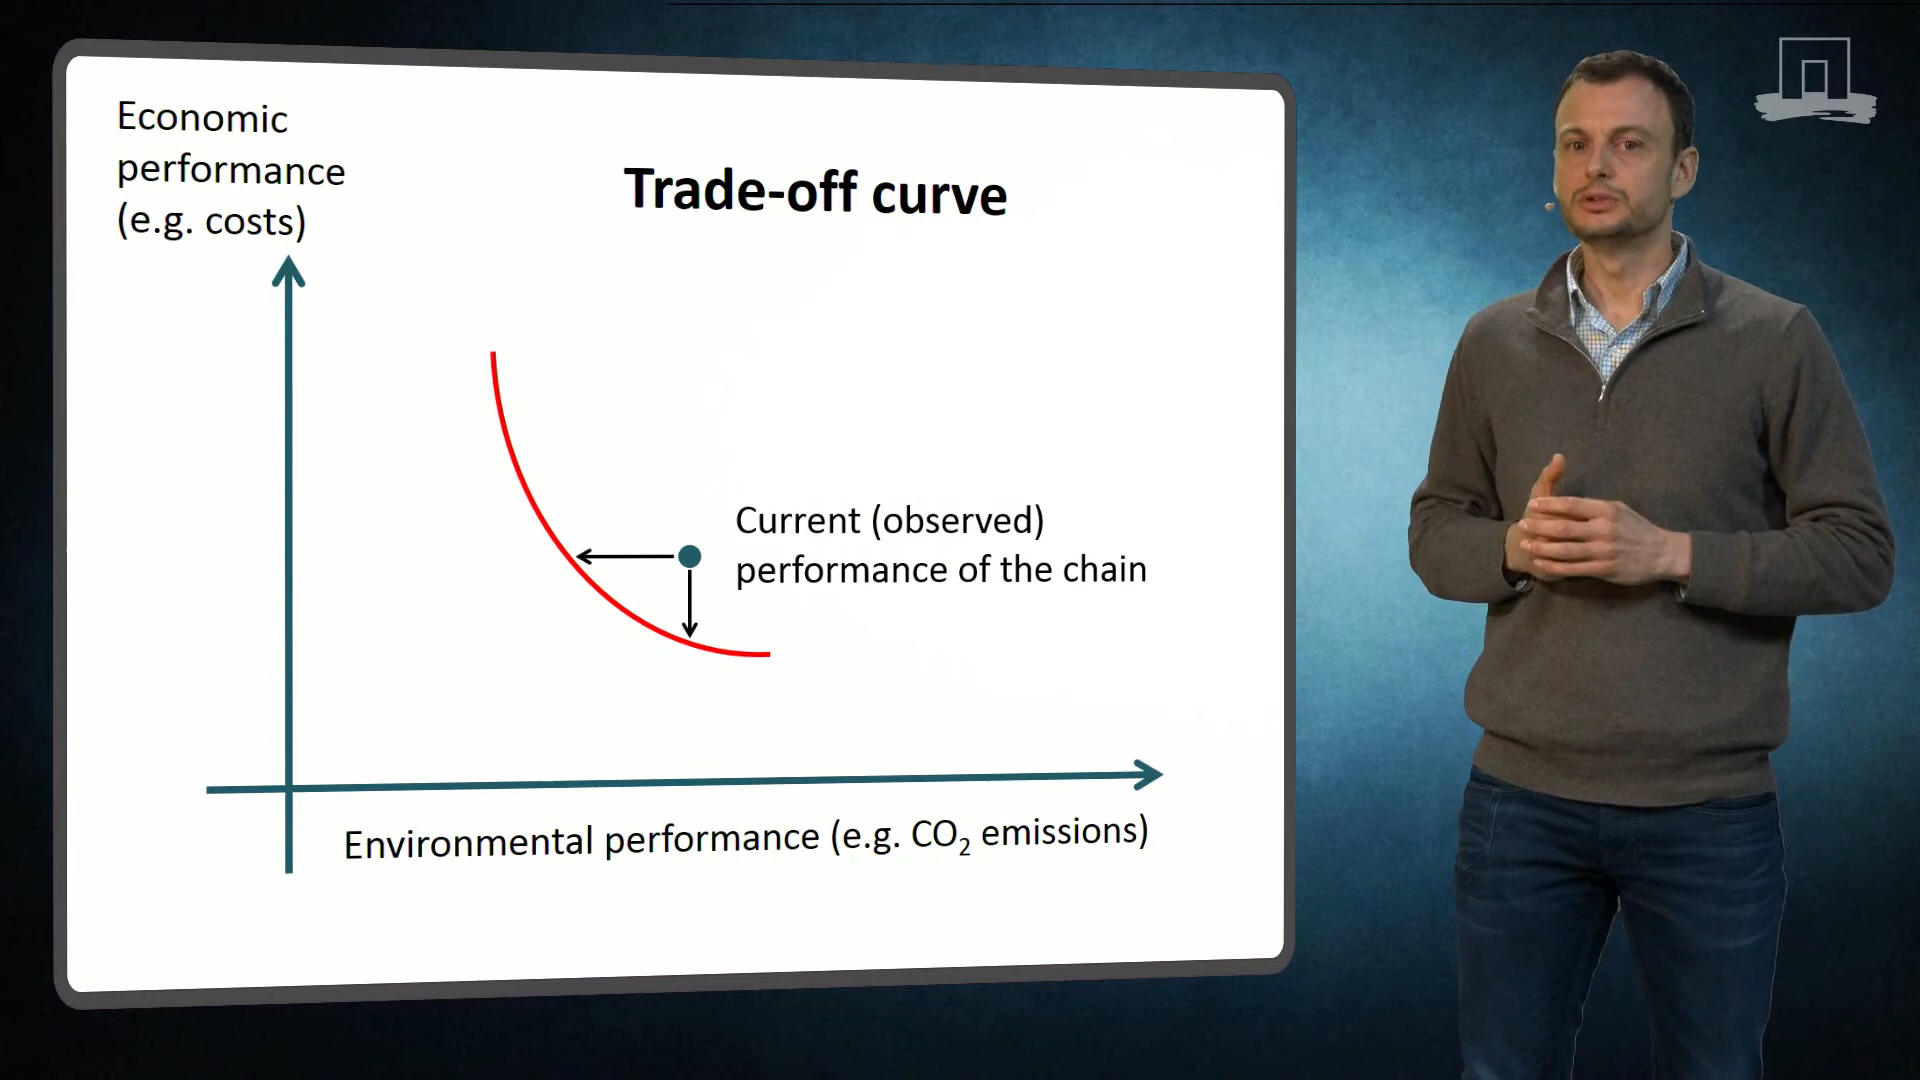 Economic
performance
(e.g. costs)
Trade-off curve
Current (observed)
performance of the chain
Environmental performance (e.g. CO₂ emissions)